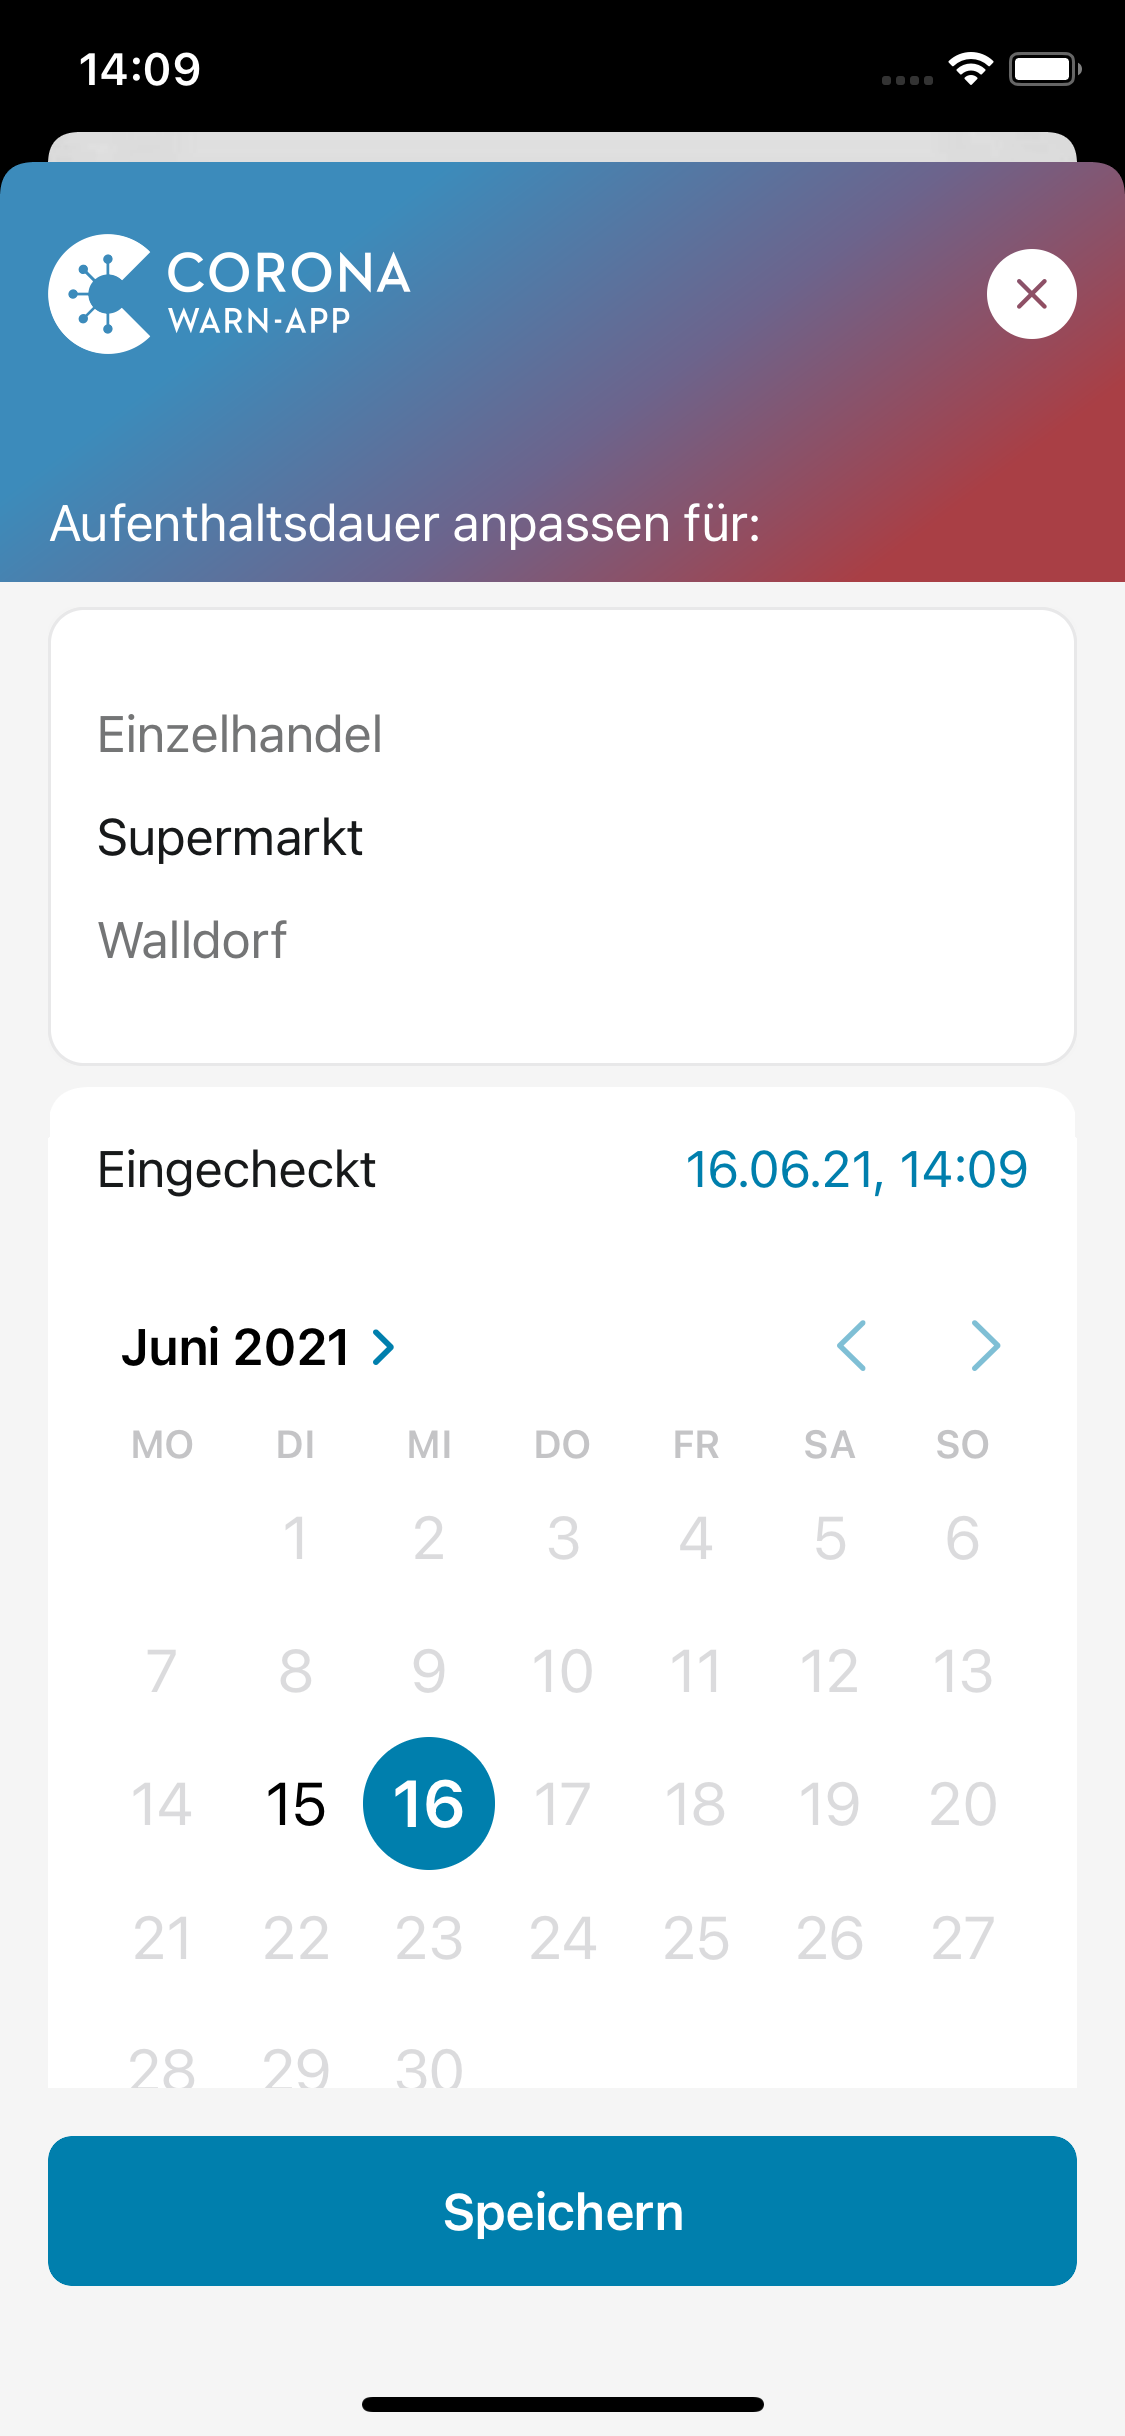 14:09
CORONA
WARN-APP
Aufenthaltsdauer anpassen für:
Einzelhandel
Supermarkt
Walldorf
Eingecheckt 16.06.21, 14:09
Juni 2021
MO DI MI DO FR SA SO
1 2 3 4 5 6
7 8 9 10 11 12 13
14 15 16 17 18 19 20
21 22 23 24 25 26 27
28 29 30
Speichern